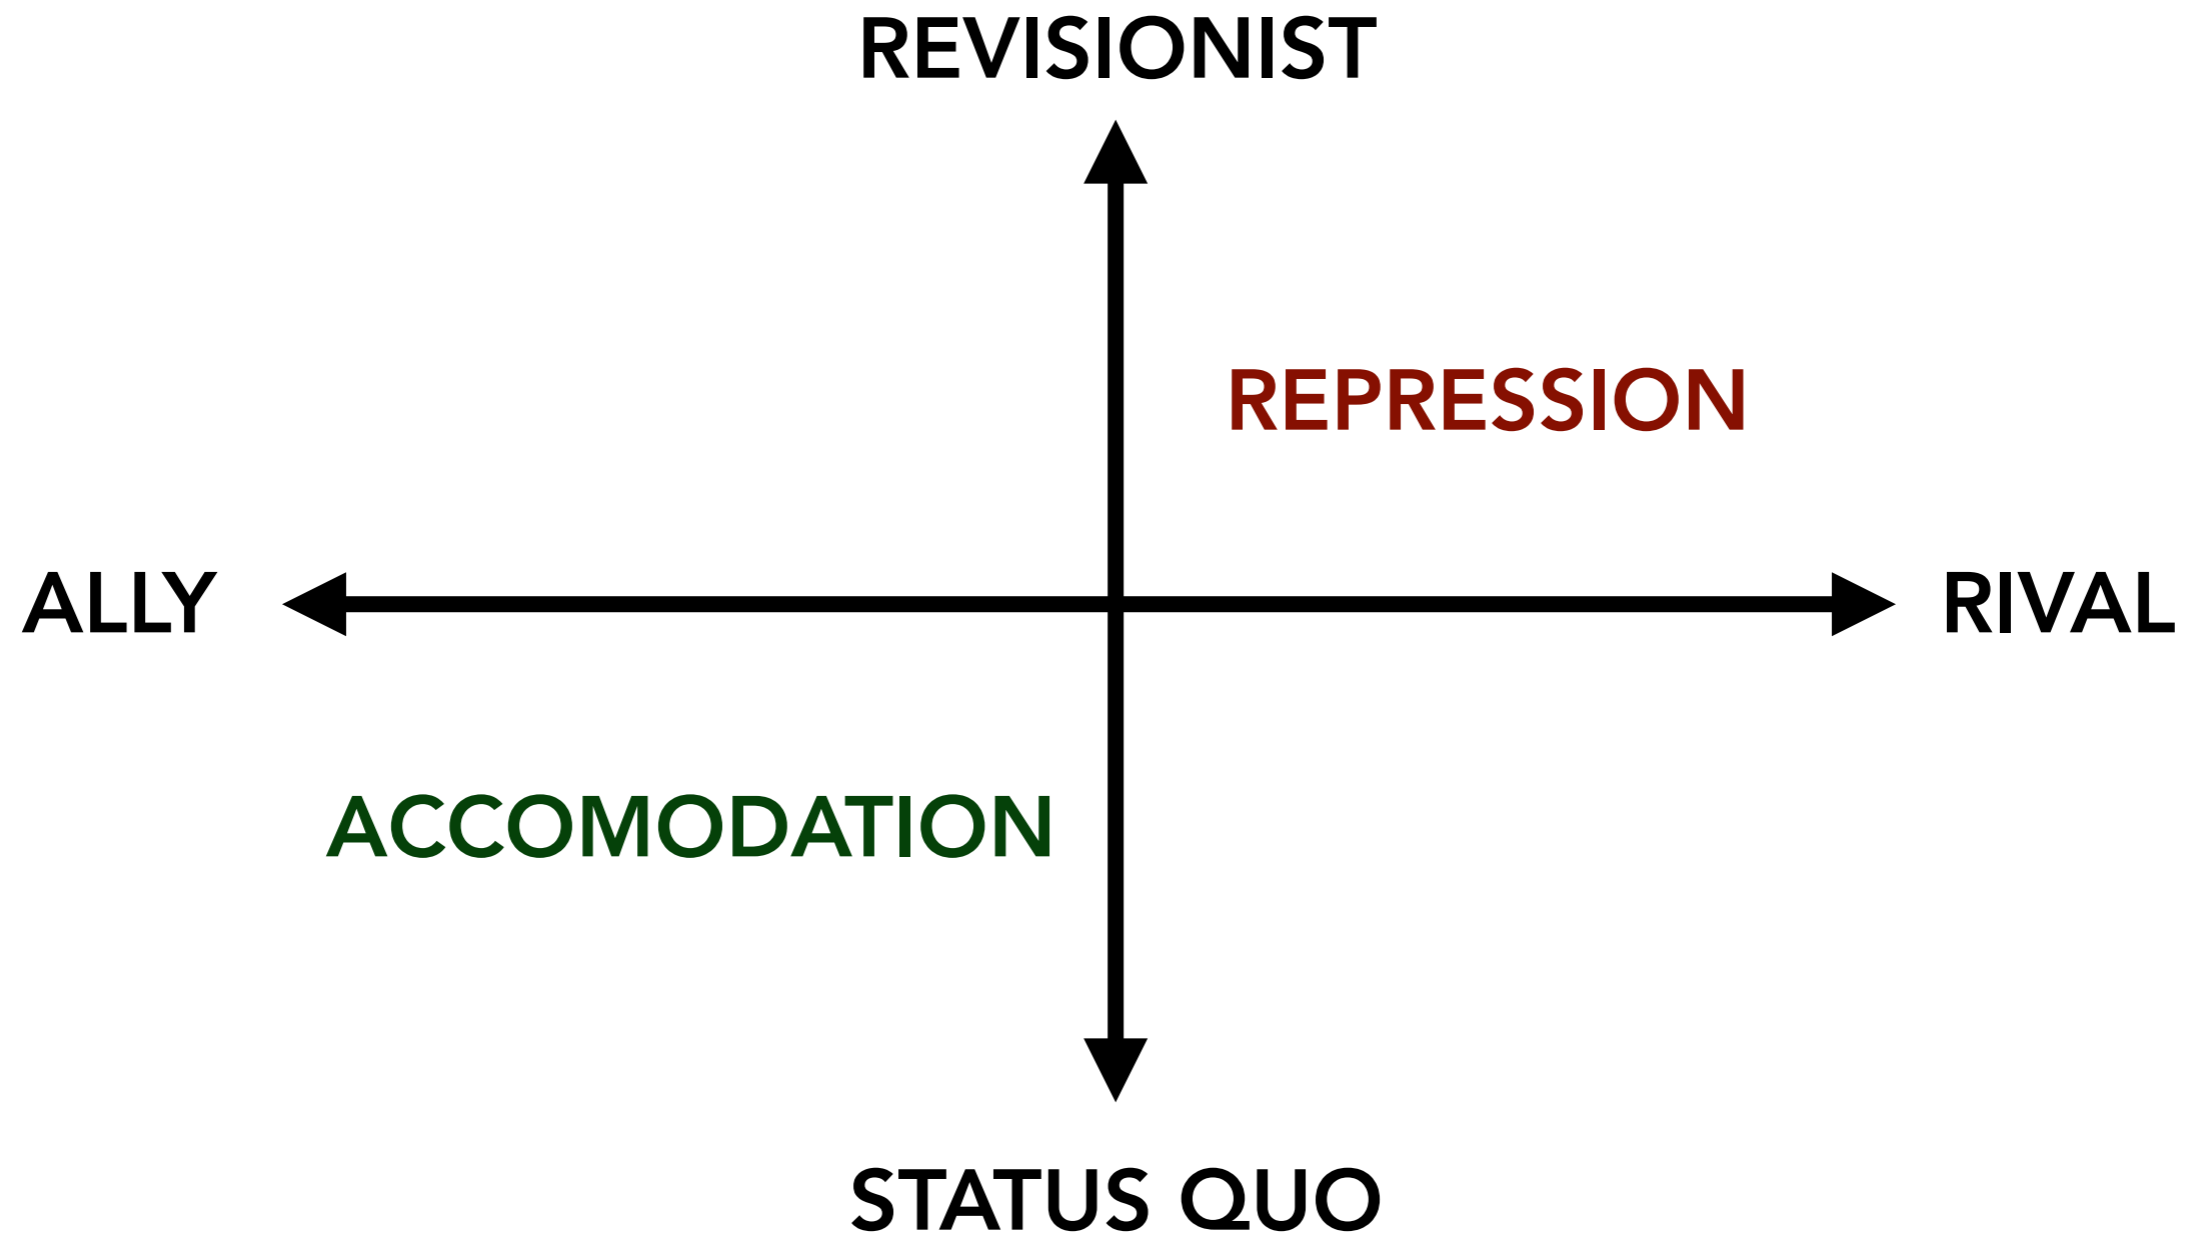 REVISIONIST
REPRESSION
ALLY
RIVAL
ACCOMODATION
STATUS QUO